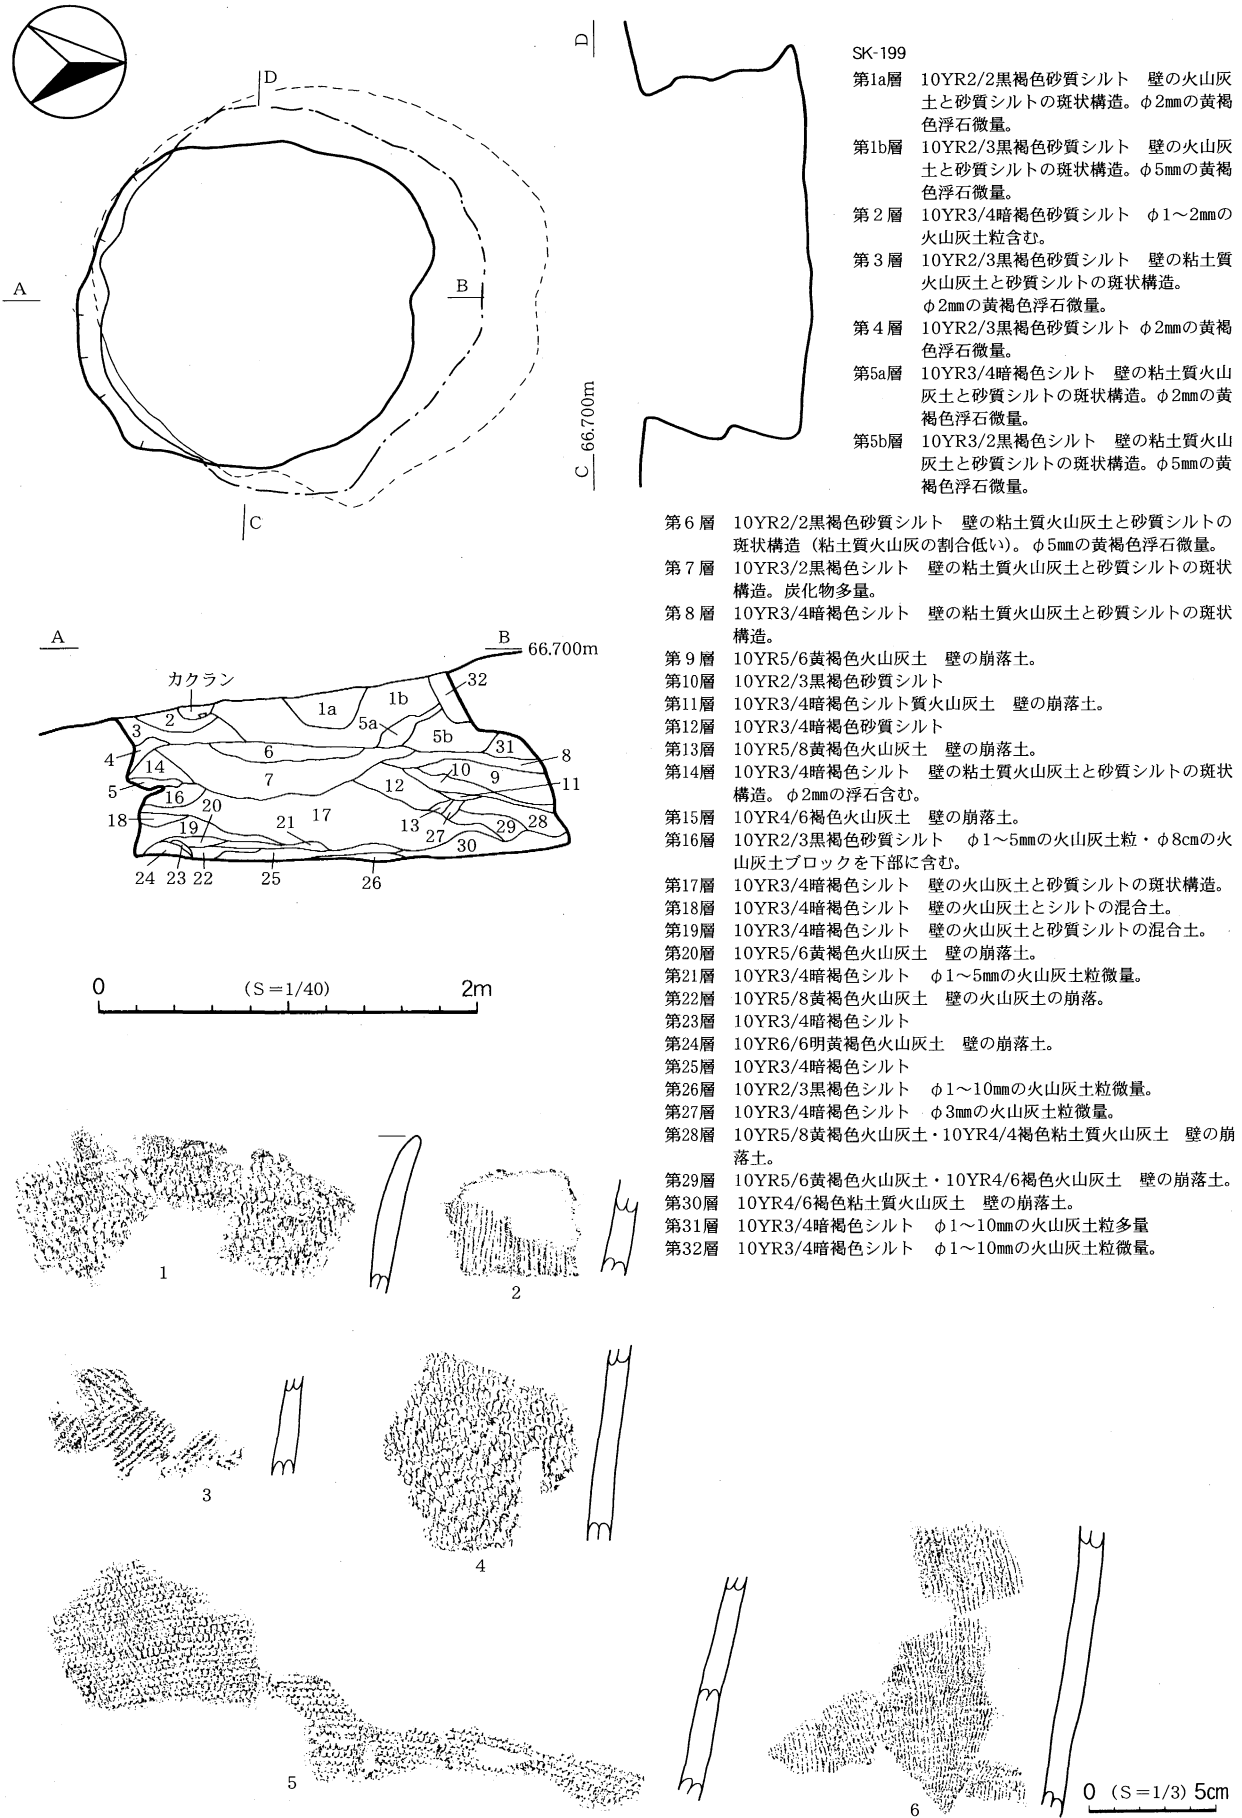 D
A
B
C
D
C 66.700m
SK-199
第1a層 10YR2/2黒褐色砂質シルト 壁の火山灰
土と砂質シルトの斑状構造。φ2㎜の黄褐
色浮石微量。
第1b層 10YR2/3黒褐色砂質シルト 壁の火山灰
土と砂質シルトの斑状構造。φ5㎜の黄褐
色浮石微量。
第2層 10YR3/4暗褐色砂質シルト φ1〜2㎜の
火山灰土粒含む。
第3層 10YR2/3黒褐色砂質シルト 壁の粘土質
火山灰土と砂質シルトの斑状構造。
φ2㎜の黄褐色浮石微量。
第4層 10YR2/3黒褐色砂質シルト φ2㎜の黄褐
色浮石微量。
第5a層 10YR3/4暗褐色シルト 壁の粘土質火山
灰土と砂質シルトの斑状構造。φ2㎜の黄
褐色浮石微量。
第5b層 10YR3/2黒褐色シルト 壁の粘土質火山
灰土と砂質シルトの斑状構造。φ5㎜の黄
褐色浮石微量。
第6層 10YR2/2黒褐色砂質シルト 壁の粘土質火山灰土と砂質シルトの
斑状構造（粘土質火山灰の割合低い）。φ5㎜の黄褐色浮石微量。
第7層 10YR3/2黒褐色シルト 壁の粘土質火山灰土と砂質シルトの斑状
構造。炭化物多量。
第8層 10YR3/4暗褐色シルト 壁の粘土質火山灰土と砂質シルトの斑状
構造。
第9層 10YR5/6黄褐色火山灰土 壁の崩落土。
第10層 10YR2/3黒褐色砂質シルト
第11層 10YR3/4暗褐色シルト質火山灰土 壁の崩落土。
第12層 10YR3/4暗褐色砂質シルト
第13層 10YR5/8黄褐色火山灰土 壁の崩落土。
第14層 10YR3/4暗褐色シルト 壁の粘土質火山灰土と砂質シルトの斑状
構造。φ2㎜の浮石含む。
第15層 10YR4/6褐色火山灰土 壁の崩落土。
第16層 10YR2/3黒褐色砂質シルト φ1〜5㎜の火山灰土粒・φ8㎝の火
山灰土ブロックを下部に含む。
第17層 10YR3/4暗褐色シルト 壁の火山灰土と砂質シルトの斑状構造。
第18層 10YR3/4暗褐色シルト 壁の火山灰土とシルトの混合土。
第19層 10YR3/4暗褐色シルト 壁の火山灰土と砂質シルトの混合土。
第20層 10YR5/6黄褐色火山灰土 壁の崩落土。
第21層 10YR3/4暗褐色シルト φ1〜5㎜の火山灰土粒微量。
第22層 10YR5/8黄褐色火山灰土 壁の火山灰土の崩落。
第23層 10YR3/4暗褐色シルト
第24層 10YR6/6明黄褐色火山灰土 壁の崩落土。
第25層 10YR3/4暗褐色シルト
第26層 10YR2/3黒褐色シルト φ1〜10㎜の火山灰土粒微量。
第27層 10YR3/4暗褐色シルト φ3㎜の火山灰土粒微量。
第28層 10YR5/8黄褐色火山灰土・10YR4/4褐色粘土質火山灰土 壁の崩
落土。
第29層 10YR5/6黄褐色火山灰土・10YR4/6褐色火山灰土 壁の崩落土。
第30層 10YR4/6褐色粘土質火山灰土 壁の崩落土。
第31層 10YR3/4暗褐色シルト φ1〜10㎜の火山灰土粒多量
第32層 10YR3/4暗褐色シルト φ1〜10㎜の火山灰土粒微量。
A
B 66.700m
カクラン
32
1b
1a
2
3
5a
5b
31
4
6
8
14
10
9
7
12
11
5
16
20
17
18
19
21
13
27
29
28
30
24 23 22 25 26
0 (S=1/40) 2m
1
2
3
4
5
6
0 (S=1/3) 5cm